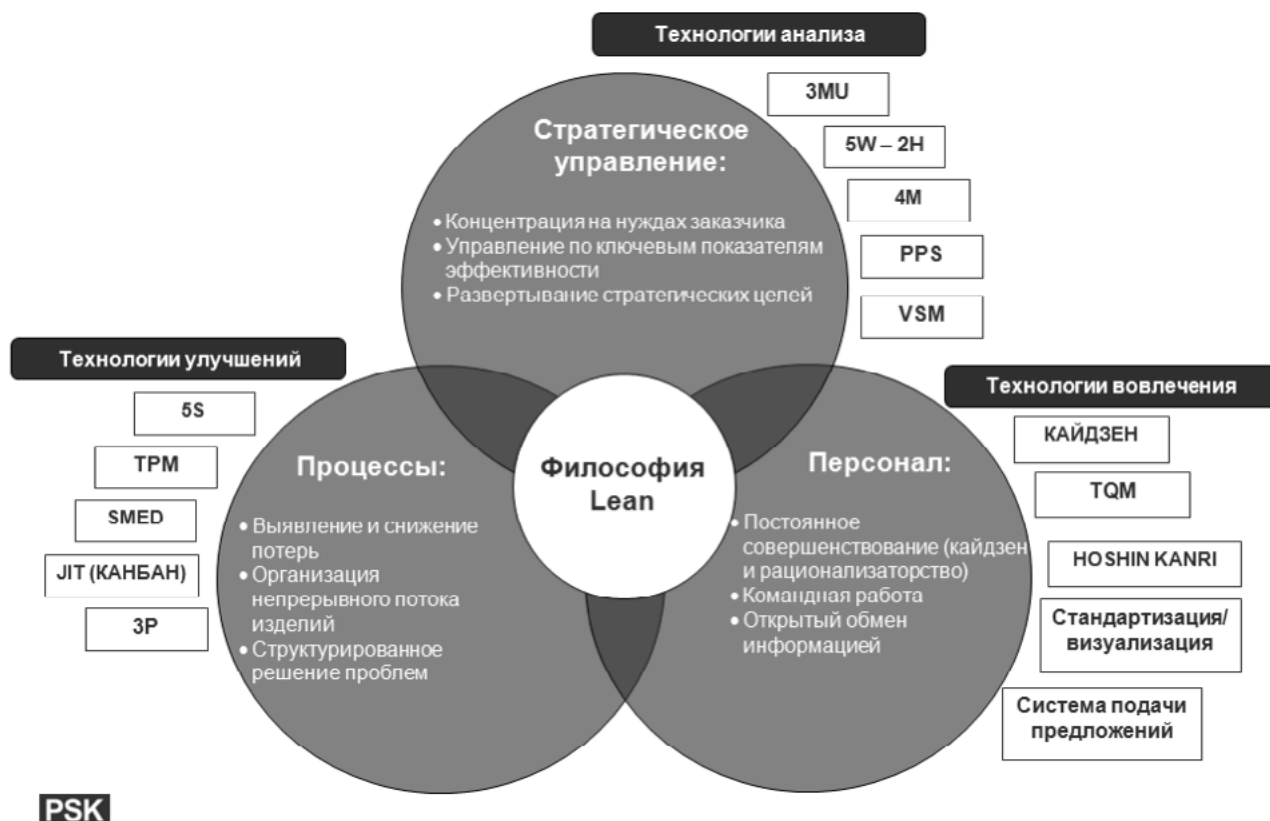 Технологии анализа
3MU
5W – 2H
4M
PPS
VSM
Стратегическое
управление:
• Концентрация на нуждах заказчика
• Управление по ключевым показателям
эффективности
• Развертывание стратегических целей
Технологии улучшений
5S
TPM
SMED
JIT (КАНБАН)
3P
Процессы:
• Выявление и снижение
потерь
• Организация
непрерывного потока
изделий
• Структурированное
решение проблем
Философия
Lean
Технологии вовлечения
КАЙДЗЕН
TQM
HOSHIN KANRI
Стандартизация/
визуализация
Система подачи
предложений
Персонал:
• Постоянное
совершенствование (кайдзен
и рационализаторство)
• Командная работа
• Открытый обмен
информацией
PSK